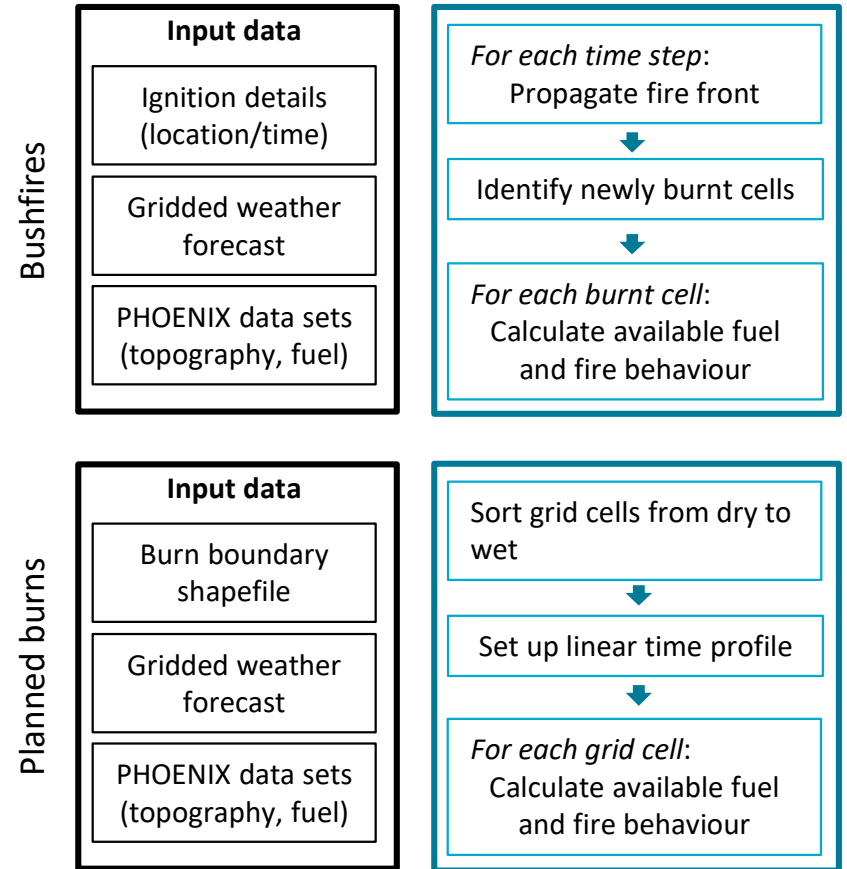 Bushfires
Input data
Ignition details
(location/time)
Gridded weather
forecast
PHOENIX data sets
(topography, fuel)
For each time step:
Propagate fire front
Identify newly burnt cells
For each burnt cell:
Calculate available fuel
and fire behaviour
Planned burns
Input data
Burn boundary
shapefile
Gridded weather
forecast
PHOENIX data sets
(topography, fuel)
Sort grid cells from dry to
wet
Set up linear time profile
For each grid cell:
Calculate available fuel
and fire behaviour